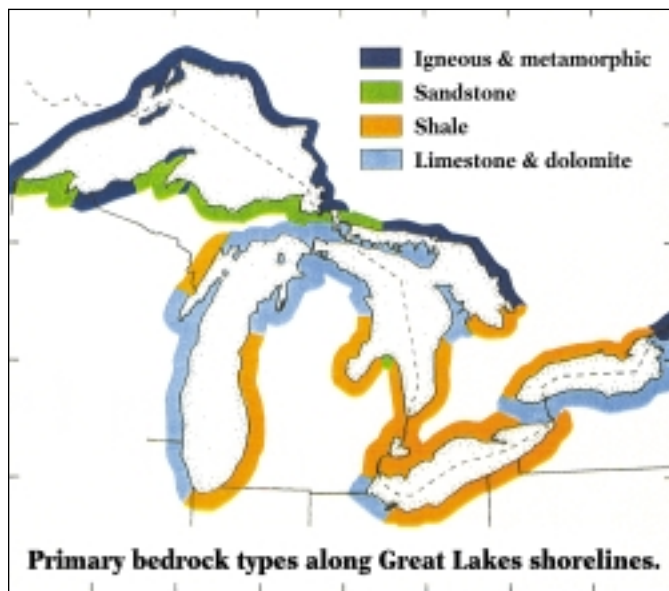 Igneous & metamorphic
Sandstone
Shale
Limestone & dolomite
Primary bedrock types along Great Lakes shorelines.